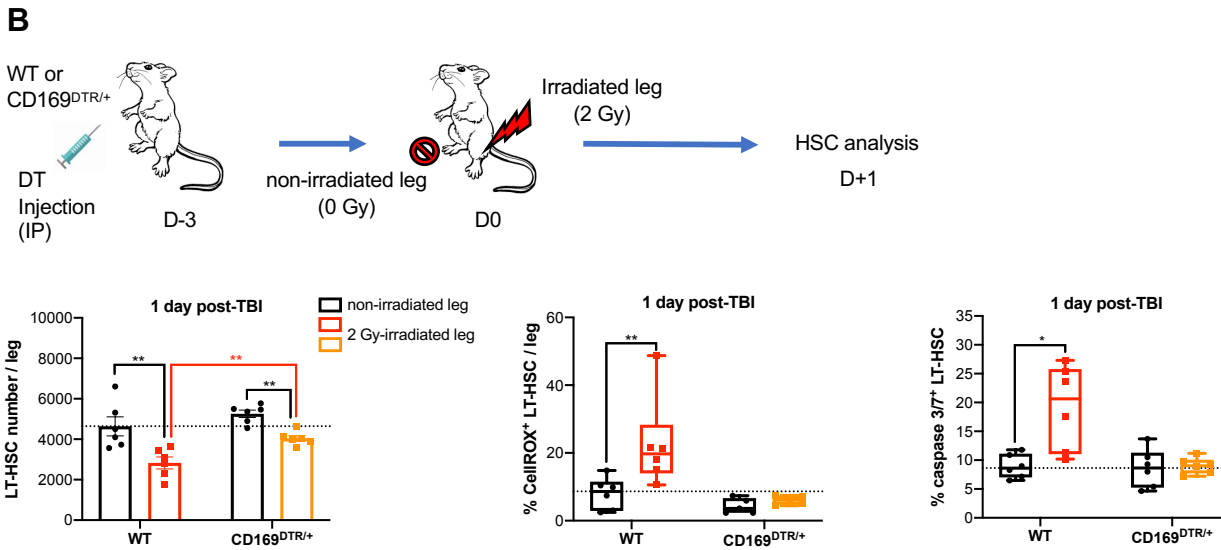 B
WT or
CD169DTR/+
DT
Injection
(IP)
D-3
non-irradiated leg
(0 Gy)
Irradiated leg
(2 Gy)
D0
HSC analysis
D+1
1 day post-TBI
non-irradiated leg
2 Gy-irradiated leg
LT-HSC number / leg
10000
8000
6000
4000
2000
0
**
**
**
WT
CD169DTR/+
1 day post-TBI
% CellROX+ LT-HSC / leg
60
40
20
0
**
WT
CD169DTR/+
1 day post-TBI
% caspase 3/7+ LT-HSC
35
30
25
20
15
10
5
0
*
WT
CD169DTR/+